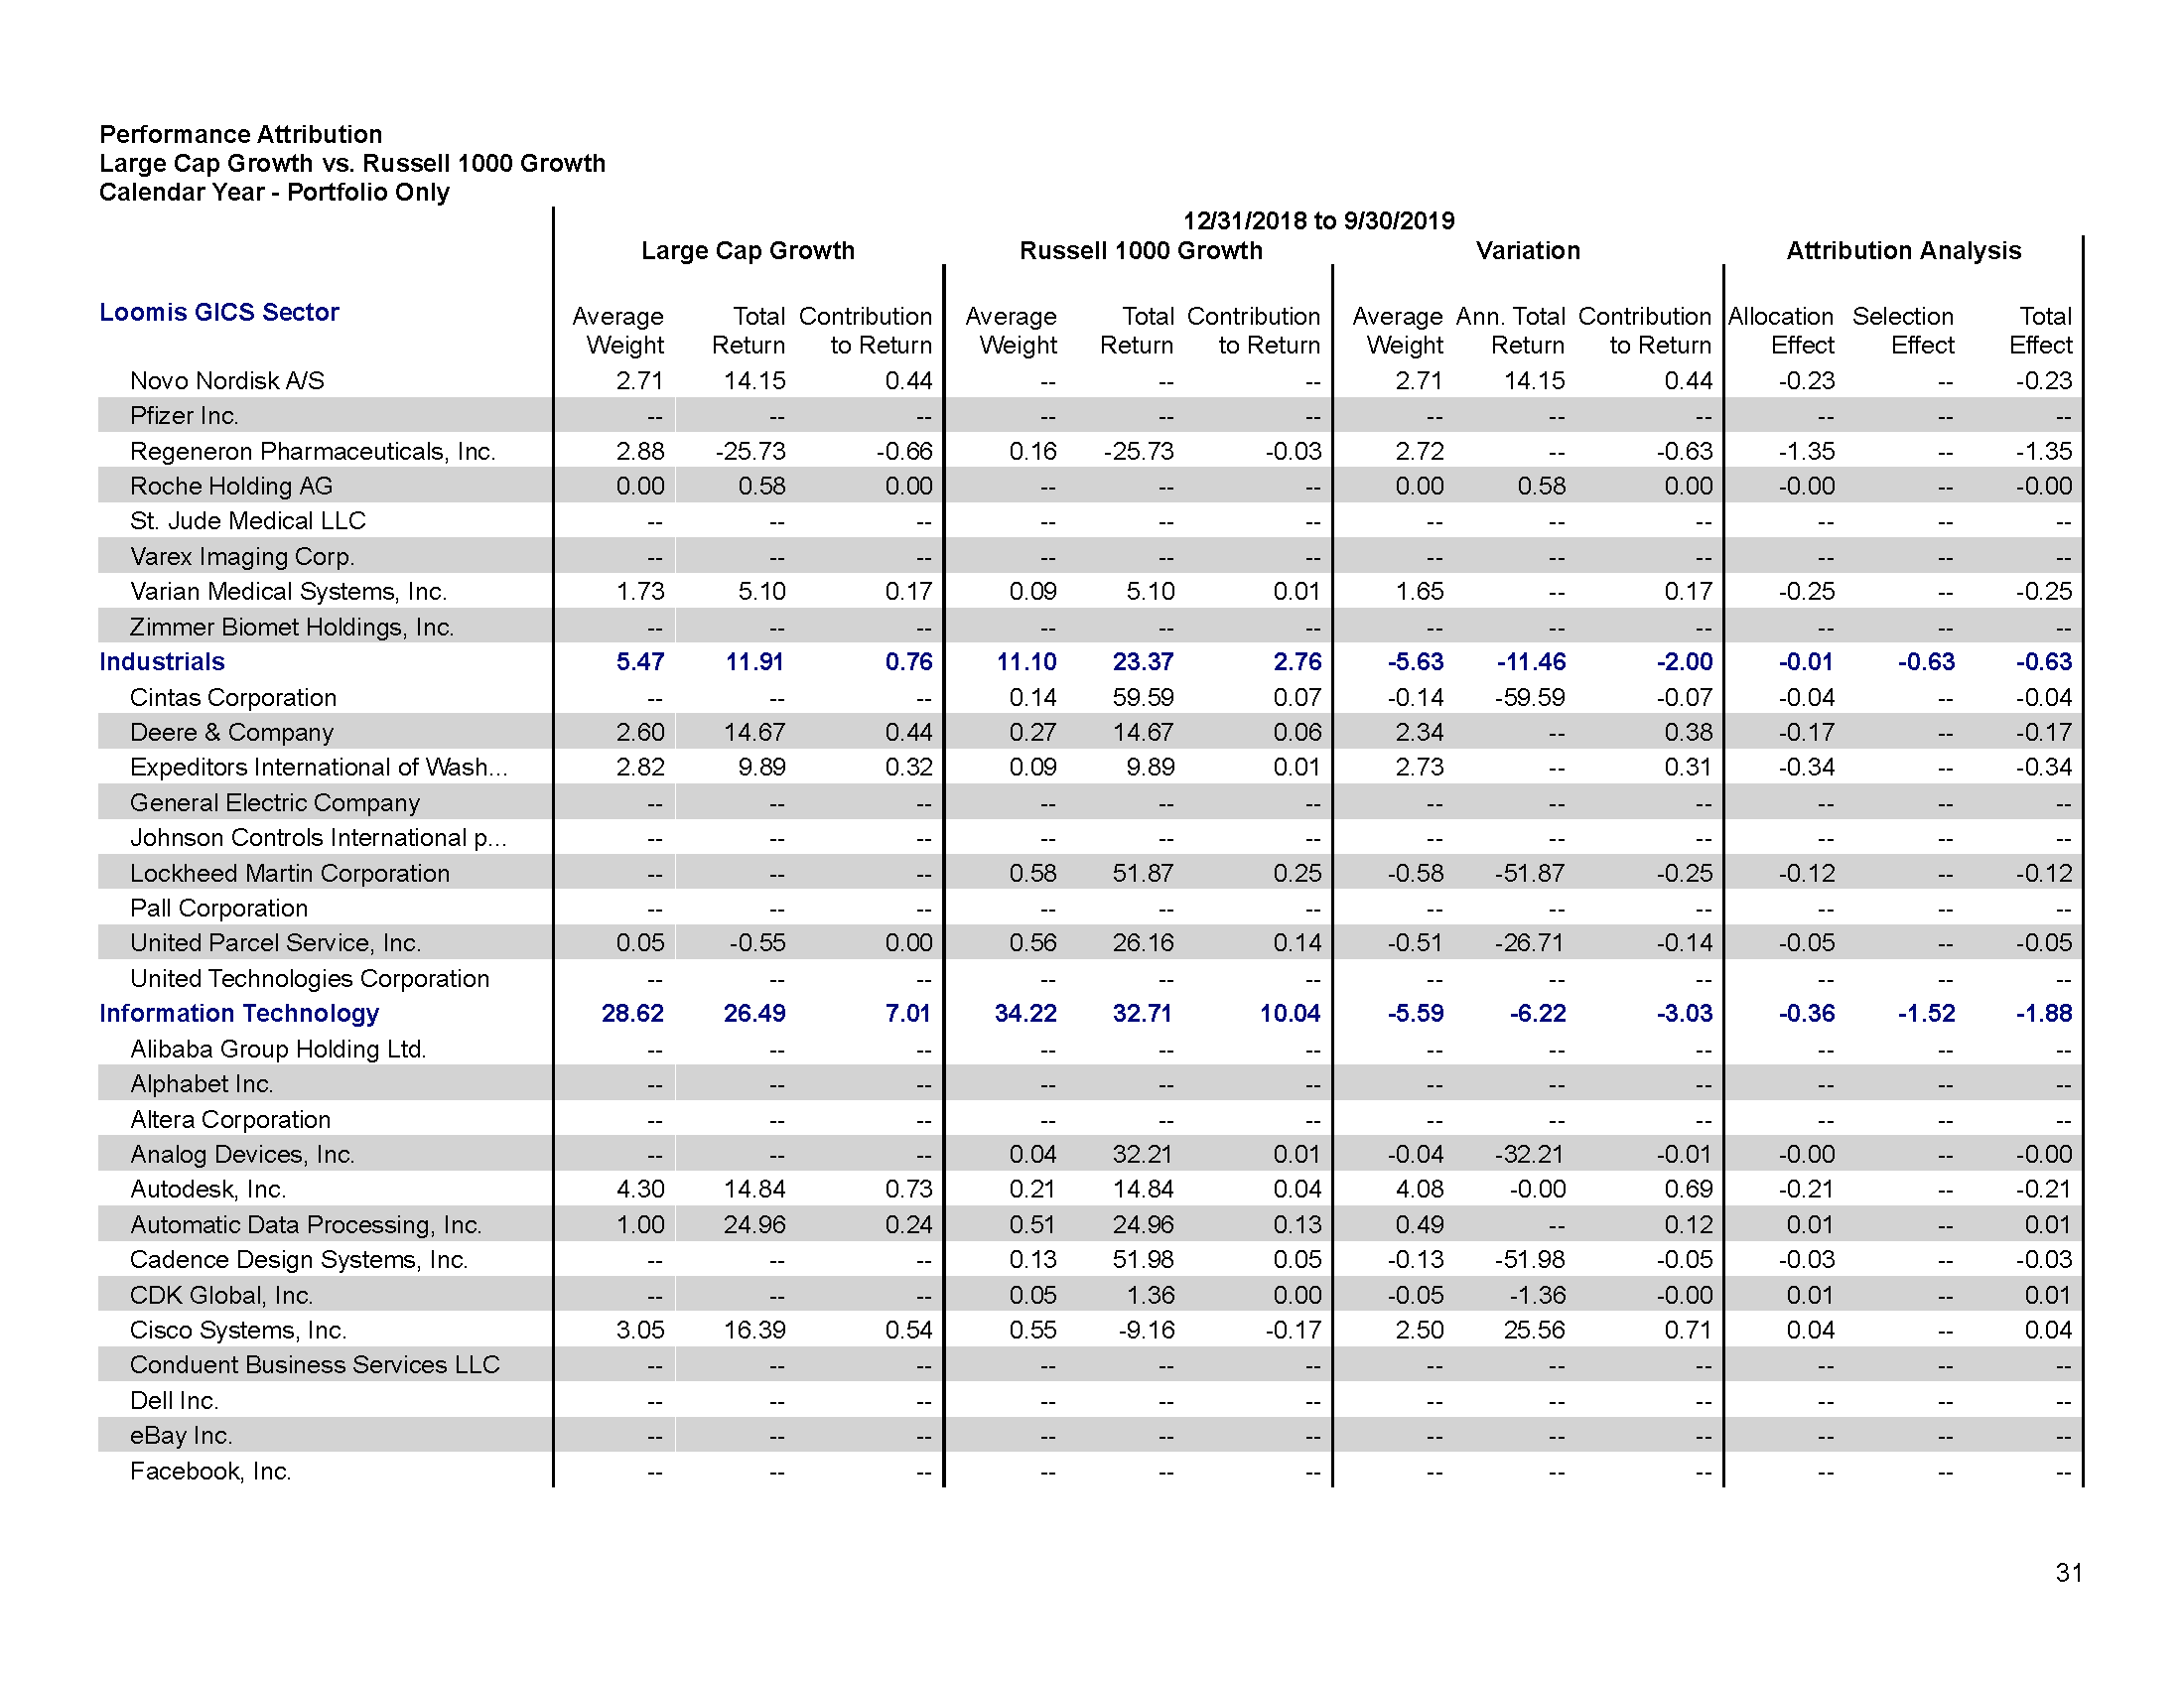 Performance Attribution
Large Cap Growth vs. Russell 1000 Growth
Calendar Year - Portfolio Only
12/31/2018 to 9/30/2019
Large Cap Growth Russell 1000 Growth Variation Attribution Analysis
Loomis GICS Sector
Average Total Contribution Average Total Contribution Average Ann. Total Contribution Allocation Selection Total
Weight Return to Return Weight Return to Return Weight Return to Return Effect Effect Effect
Novo Nordisk A/S 2.71 14.15 0.44 -- -- -- 2.71 14.15 0.44 -0.23 -- -0.23
Pfizer Inc. -- -- -- -- -- -- -- -- -- -- -- --
Regeneron Pharmaceuticals, Inc. 2.88 -25.73 -0.66 0.16 -25.73 -0.03 2.72 -- -0.63 -1.35 -- -1.35
Roche Holding AG 0.00 0.58 0.00 -- -- -- 0.00 0.58 0.00 -0.00 -- -0.00
St. Jude Medical LLC -- -- -- -- -- -- -- -- -- -- -- --
Varex Imaging Corp. -- -- -- -- -- -- -- -- -- -- -- --
Varian Medical Systems, Inc. 1.73 5.10 0.17 0.09 5.10 0.01 1.65 -- 0.17 -0.25 -- -0.25
Zimmer Biomet Holdings, Inc. -- -- -- -- -- -- -- -- -- -- -- --
Industrials 5.47 11.91 0.76 11.10 23.37 2.76 -5.63 -11.46 -2.00 -0.01 -0.63 -0.63
Cintas Corporation -- -- -- 0.14 59.59 0.07 -0.14 -59.59 -0.07 -0.04 -- -0.04
Deere & Company 2.60 14.67 0.44 0.27 14.67 0.06 2.34 -- 0.38 -0.17 -- -0.17
Expeditors International of Wash... 2.82 9.89 0.32 0.09 9.89 0.01 2.73 -- 0.31 -0.34 -- -0.34
General Electric Company -- -- -- -- -- -- -- -- -- -- -- --
Johnson Controls International p... -- -- -- -- -- -- -- -- -- -- -- --
Lockheed Martin Corporation -- -- -- 0.58 51.87 0.25 -0.58 -51.87 -0.25 -0.12 -- -0.12
Pall Corporation -- -- -- -- -- -- -- -- -- -- -- --
United Parcel Service, Inc. 0.05 -0.55 0.00 0.56 26.16 0.14 -0.51 -26.71 -0.14 -0.05 -- -0.05
United Technologies Corporation -- -- -- -- -- -- -- -- -- -- -- --
Information Technology 28.62 26.49 7.01 34.22 32.71 10.04 -5.59 -6.22 -3.03 -0.36 -1.52 -1.88
Alibaba Group Holding Ltd. -- -- -- -- -- -- -- -- -- -- -- --
Alphabet Inc. -- -- -- -- -- -- -- -- -- -- -- --
Altera Corporation -- -- -- -- -- -- -- -- -- -- -- --
Analog Devices, Inc. -- -- -- 0.04 32.21 0.01 -0.04 -32.21 -0.01 -0.00 -- -0.00
Autodesk, Inc. 4.30 14.84 0.73 0.21 14.84 0.04 4.08 -0.00 0.69 -0.21 -- -0.21
Automatic Data Processing, Inc. 1.00 24.96 0.24 0.51 24.96 0.13 0.49 -- 0.12 0.01 -- 0.01
Cadence Design Systems, Inc. -- -- -- 0.13 51.98 0.05 -0.13 -51.98 -0.05 -0.03 -- -0.03
CDK Global, Inc. -- -- -- 0.05 1.36 0.00 -0.05 -1.36 -0.00 0.01 -- 0.01
Cisco Systems, Inc. 3.05 16.39 0.54 0.55 -9.16 -0.17 2.50 25.56 0.71 0.04 -- 0.04
Conduent Business Services LLC -- -- -- -- -- -- -- -- -- -- -- --
Dell Inc. -- -- -- -- -- -- -- -- -- -- -- --
eBay Inc. -- -- -- -- -- -- -- -- -- -- -- --
Facebook, Inc. -- -- -- -- -- -- -- -- -- -- -- --
31